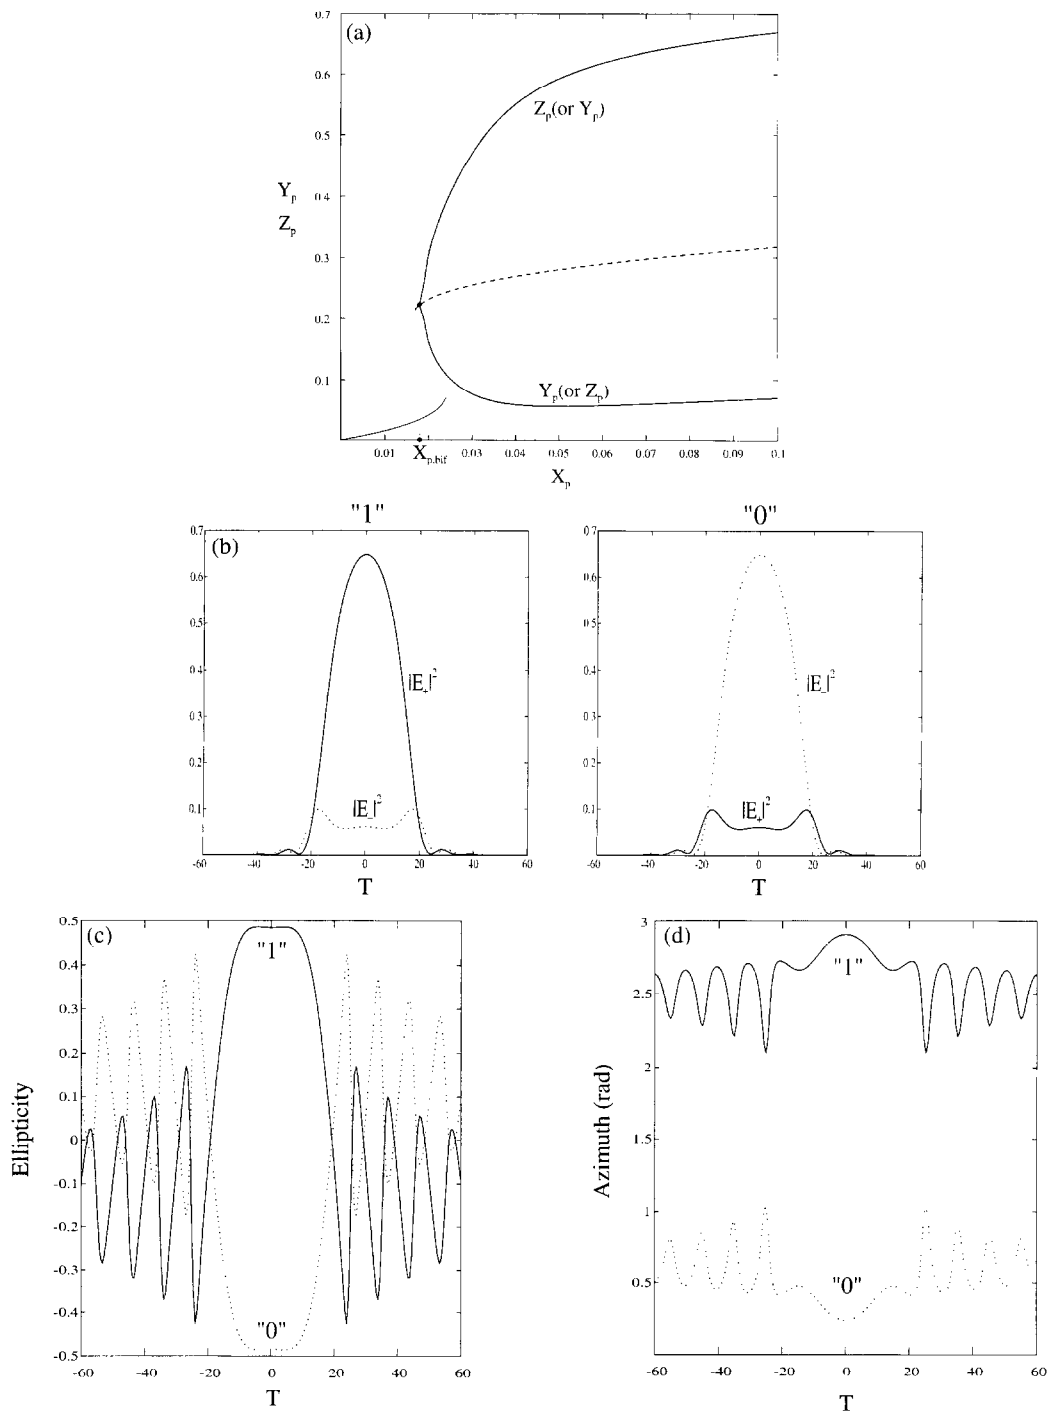 (a)
0.7
0.6
0.5
0.4
0.3
0.2
0.1
Y_p
Z_p
Z_p(or Y_p)
Y_p(or Z_p)
0.01 X_p,bif 0.03 0.04 0.05 0.06 0.07 0.08 0.09 0.1
X_p
"1"
(b)
0.7
0.6
0.5
0.4
0.3
0.2
0.1
|E_+|^2
|E_-|^2
-60 -40 -20 0 20 40 60
T
"0"
0.7
0.6
0.5
0.4
0.3
0.2
0.1
|E_-|^2
|E_+|^2
-60 -40 -20 0 20 40 60
T
(c)
Ellipticity
0.5
0.4
0.3
0.2
0.1
0
-0.1
-0.2
-0.3
-0.4
-0.5
"1"
"0"
-60 -40 -20 0 20 40 60
T
(d)
Azimuth (rad)
3
2.5
2
1.5
1
0.5
"1"
"0"
-60 -40 -20 0 20 40 60
T